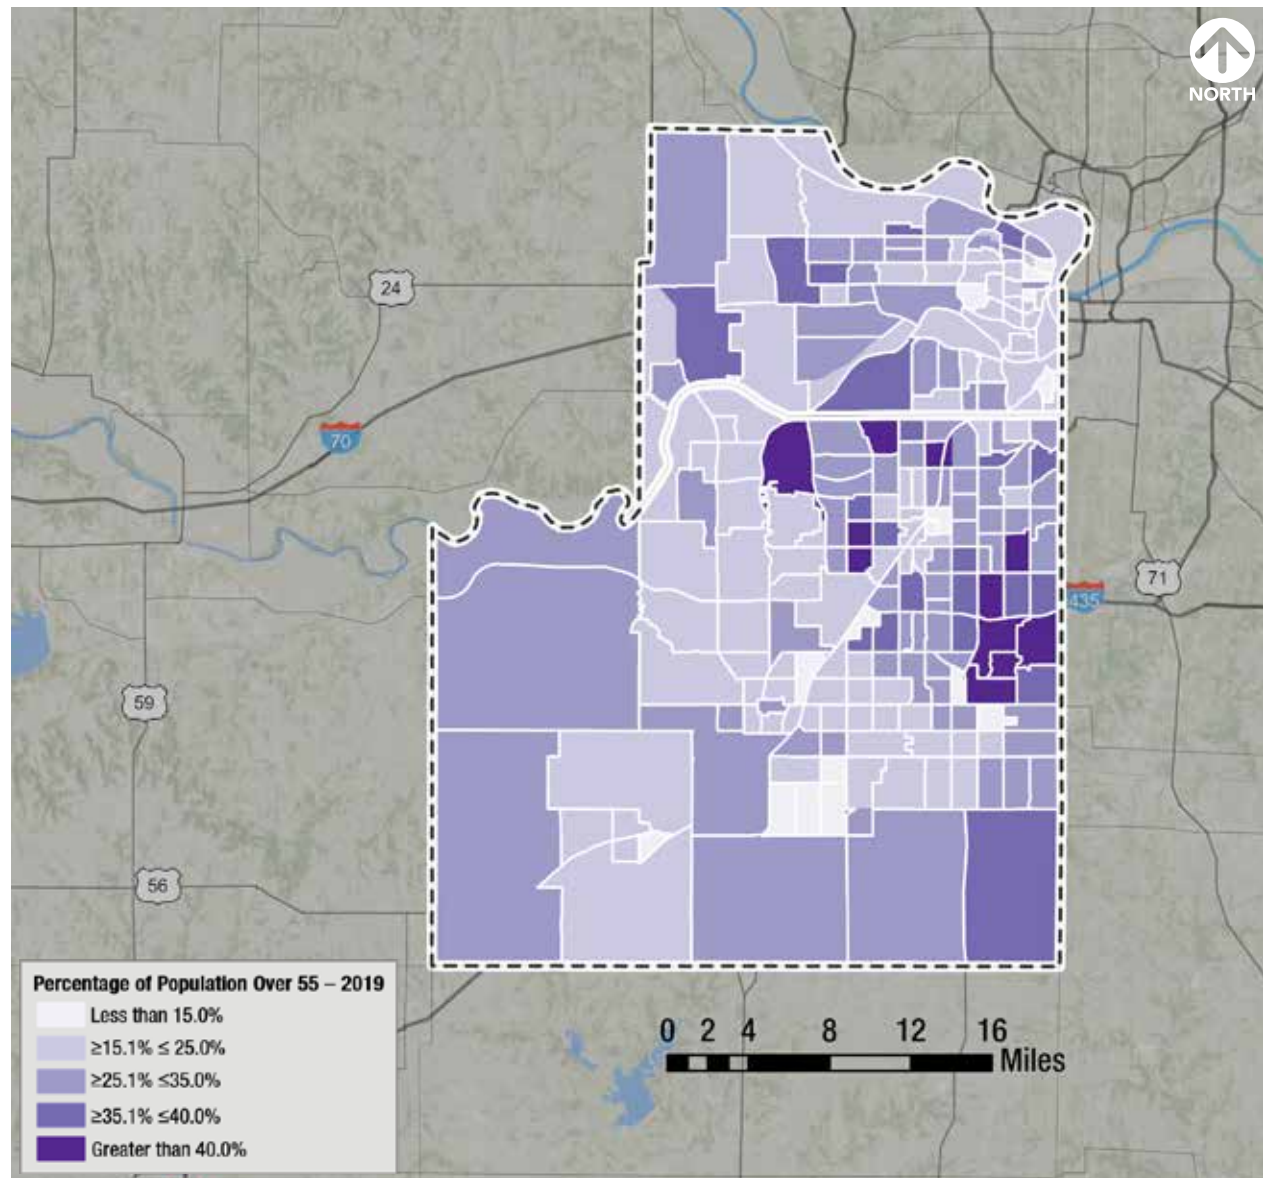 NORTH
24
70
71
435
59
56
Percentage of Population Over 55 – 2019
Less than 15.0%
≥15.1% ≤ 25.0%
≥25.1% ≤35.0%
≥35.1% ≤40.0%
Greater than 40.0%
0 2 4 8 12 16
Miles